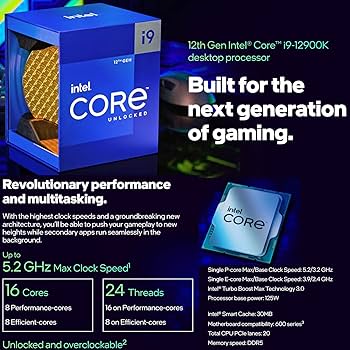 i9
12TH GEN
intel
CORE
UNLOCKED
12th Gen Intel® Core™ i9-12900K
desktop processor
Built for the
next generation
of gaming.
Revolutionary performance
and multitasking.
With the highest clock speeds and a groundbreaking new
architecture, you'll be able to push your gameplay to new
heights while secondary apps run seamlessly in the
background.
Up to
5.2 GHz Max Clock Speed¹
16 Cores
8 Performance-cores
8 Efficient-cores
24 Threads
16 on Performance-cores
8 on Efficient-cores
Unlocked and overclockable²
intel
CORE
Single P-core Max/Base Clock Speed: 5.2/3.2 GHz
Single E-core Max/Base Clock Speed: 3.9/2.4 GHz
Intel® Turbo Boost Max Technology 3.0
Processor base power: 125W
Intel® Smart Cache: 30MB
Motherboard compatibility: 600 series³
Total CPU PCIe lanes: 20
Memory speed: DDR5